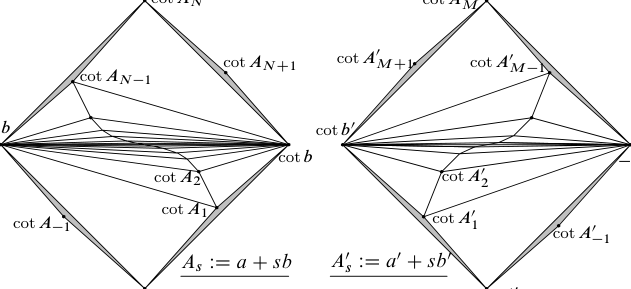 cot A_N
cot A_M
cot A_{N+1}
cot A_{N−1}
cot A'_{M+1}
cot A'_{M−1}
b
cot b
cot b'
cot A_2
cot A_1
cot A_{−1}
cot A'_2
cot A'_1
cot A'_{−1}
A_s := a + sb
A'_s := a' + sb'